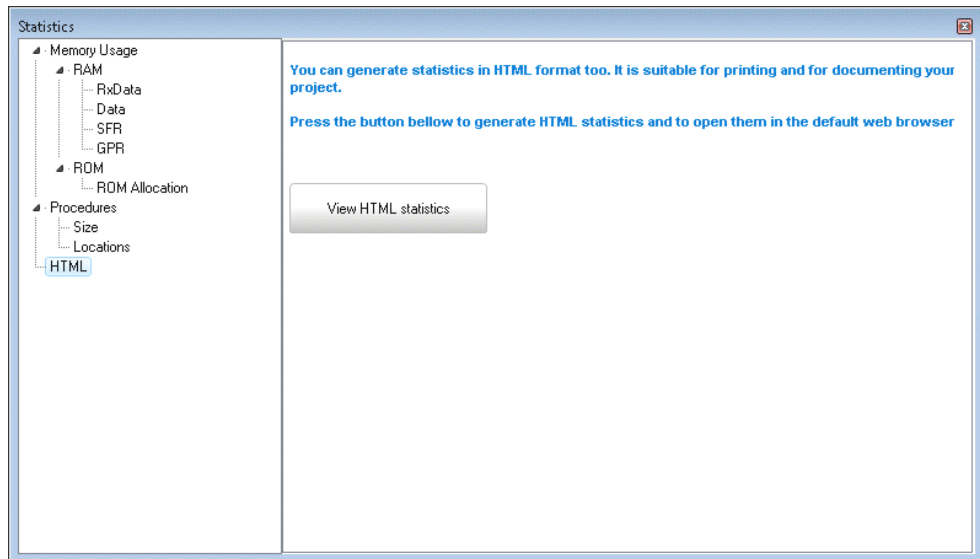 Statistics
Memory Usage
RAM
RxData
Data
SFR
GPR
ROM
ROM Allocation
Procedures
Size
Locations
HTML
You can generate statistics in HTML format too. It is suitable for printing and for documenting your
project.
Press the button bellow to generate HTML statistics and to open them in the default web browser
View HTML statistics